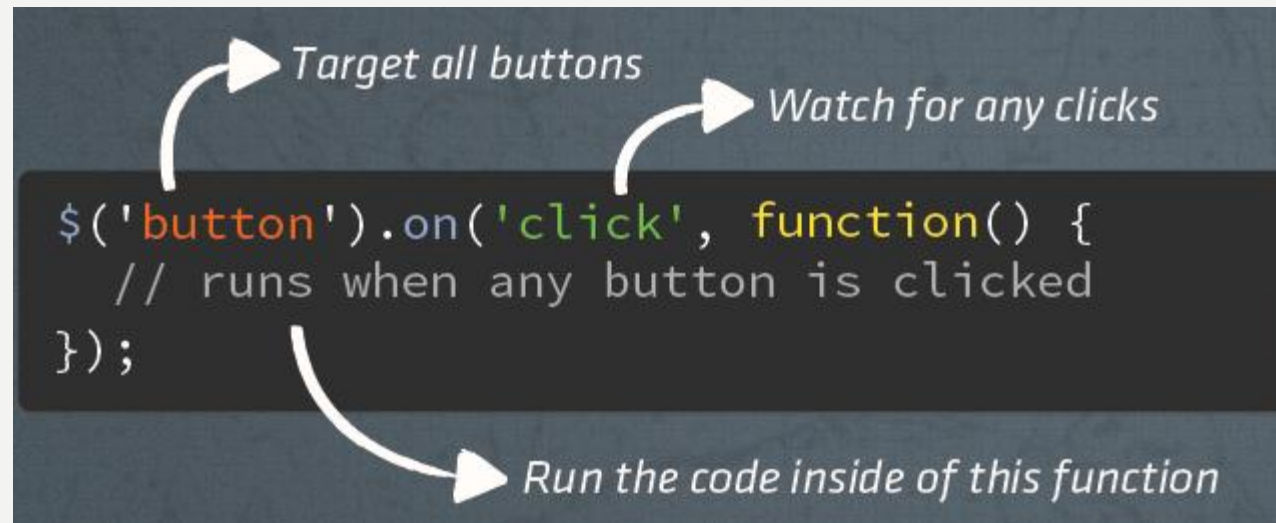 Target all buttons
Watch for any clicks
$('button').on('click', function() {
  // runs when any button is clicked
});
Run the code inside of this function